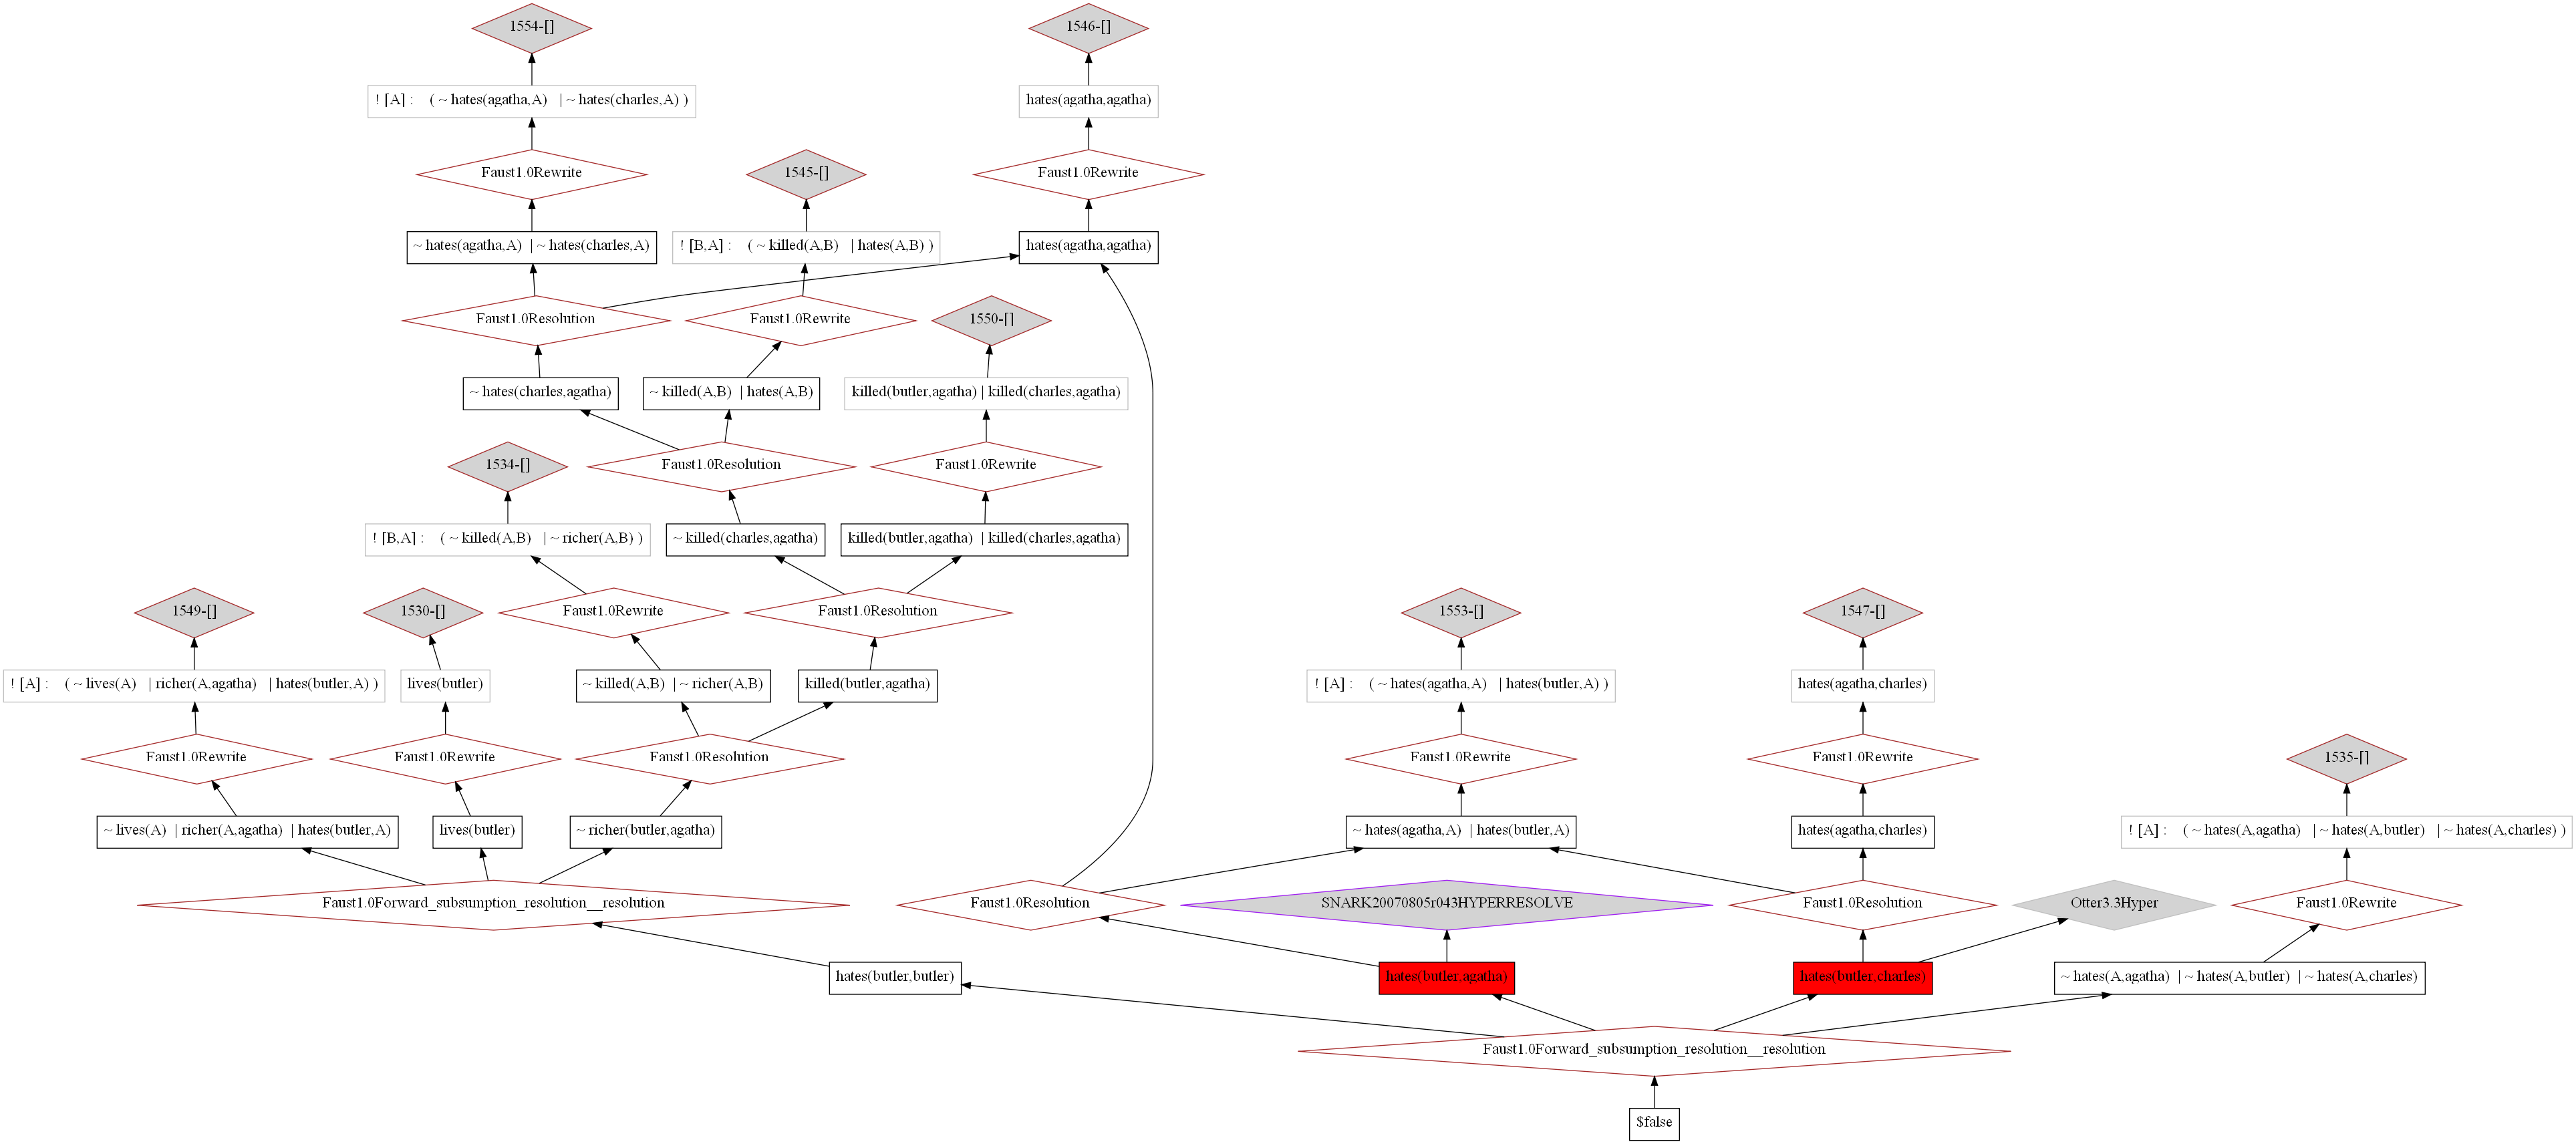 1554-[]
1546-[]
! [A] : ( ~ hates(agatha,A) | ~ hates(charles,A) )
hates(agatha,agatha)
Faust1.0Rewrite
1545-[]
Faust1.0Rewrite
~ hates(agatha,A) | ~ hates(charles,A)
! [B,A] : ( ~ killed(A,B) | hates(A,B) )
hates(agatha,agatha)
Faust1.0Resolution
Faust1.0Rewrite
1550-[]
~ hates(charles,agatha)
~ killed(A,B) | hates(A,B)
killed(butler,agatha) | killed(charles,agatha)
1534-[]
Faust1.0Resolution
Faust1.0Rewrite
! [B,A] : ( ~ killed(A,B) | ~ richer(A,B) )
~ killed(charles,agatha)
killed(butler,agatha) | killed(charles,agatha)
1549-[]
1530-[]
Faust1.0Rewrite
Faust1.0Resolution
1553-[]
1547-[]
! [A] : ( ~ lives(A) | richer(A,agatha) | hates(butler,A) )
lives(butler)
~ killed(A,B) | ~ richer(A,B)
killed(butler,agatha)
! [A] : ( ~ hates(agatha,A) | hates(butler,A) )
hates(agatha,charles)
Faust1.0Rewrite
Faust1.0Rewrite
Faust1.0Resolution
Faust1.0Rewrite
Faust1.0Rewrite
1535-[]
~ lives(A) | richer(A,agatha) | hates(butler,A)
lives(butler)
~ richer(butler,agatha)
~ hates(agatha,A) | hates(butler,A)
hates(agatha,charles)
! [A] : ( ~ hates(A,agatha) | ~ hates(A,butler) | ~ hates(A,charles) )
Faust1.0Forward_subsumption_resolution__resolution
Faust1.0Resolution
SNARK20070805r043HYPERRESOLVE
Faust1.0Resolution
Otter3.3Hyper
Faust1.0Rewrite
hates(butler,butler)
hates(butler,agatha)
hates(butler,charles)
~ hates(A,agatha) | ~ hates(A,butler) | ~ hates(A,charles)
Faust1.0Forward_subsumption_resolution__resolution
$false